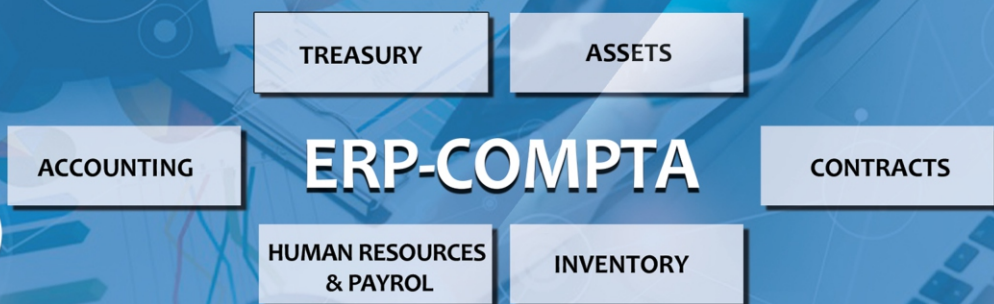 TREASURY
ASSETS
ACCOUNTING
ERP-COMPTA
CONTRACTS
HUMAN RESOURCES
& PAYROL
INVENTORY